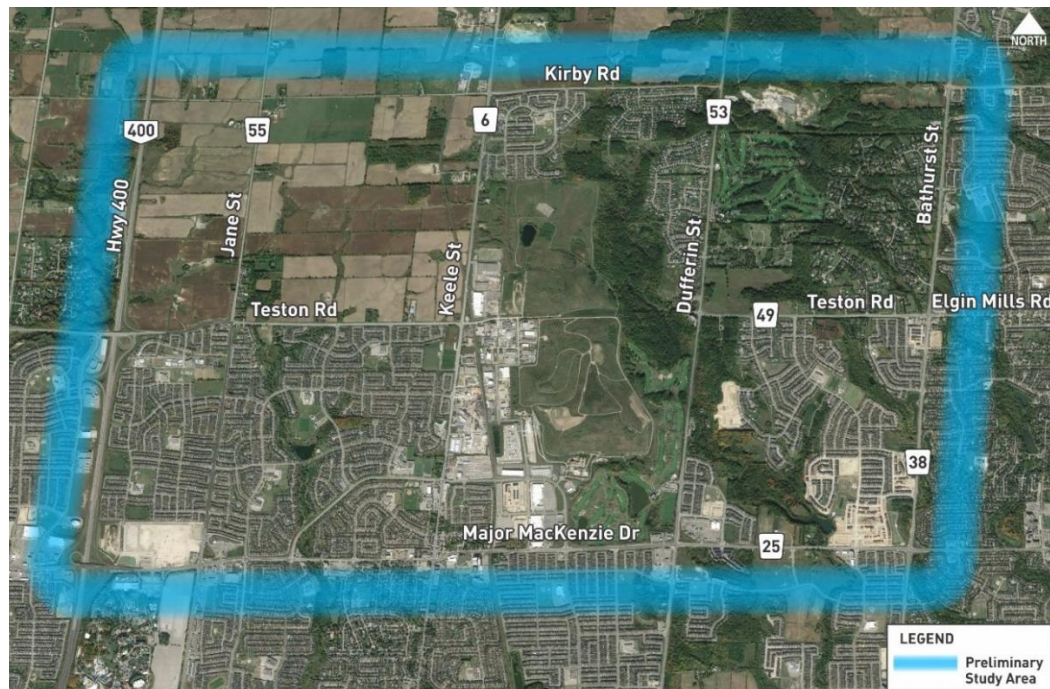 NORTH
Kirby Rd
400
55
6
53
Hwy 400
Jane St
Keele St
Dufferin St
Bathurst St
Teston Rd
49
Teston Rd
Elgin Mills Rd
38
Major MacKenzie Dr
25
LEGEND
Preliminary
Study Area